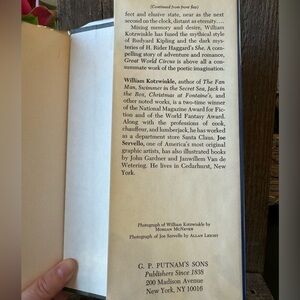 (Continued from front flap)
feet and elusive state, near as the next
second on the clock, distant as eternity. . . .
Mixing memory and desire, William
Kotzwinkle has fused the mythical style
of Rudyard Kipling and the dark mys-
teries of H. Rider Haggard's She. A com-
pelling story of adventure and romance,
Great World Circus is above all a con-
summate work of the poetic imagination.
William Kotzwinkle, author of The Fan
Man, Swimmer in the Secret Sea, Jack in
the Box, Christmas at Fontaine's, and
other noted works, is a two-time winner
of the National Magazine Award for Fic-
tion and of the World Fantasy Award.
Along with the professions of cook,
chauffeur, and lumberjack, he has worked
as a department store Santa Claus. Joe
Servello, one of America's most original
graphic artists, has also illustrated books
by John Gardner and Janwillem Van de
Wetering. He lives in Cedarhurst, New
York.
Photograph of William Kotzwinkle by
Photograph of Joe Servello by
G. P. PUTNAM'S SONS
Publishers Since 1838
200 Madison Avenue
New York, NY 10016